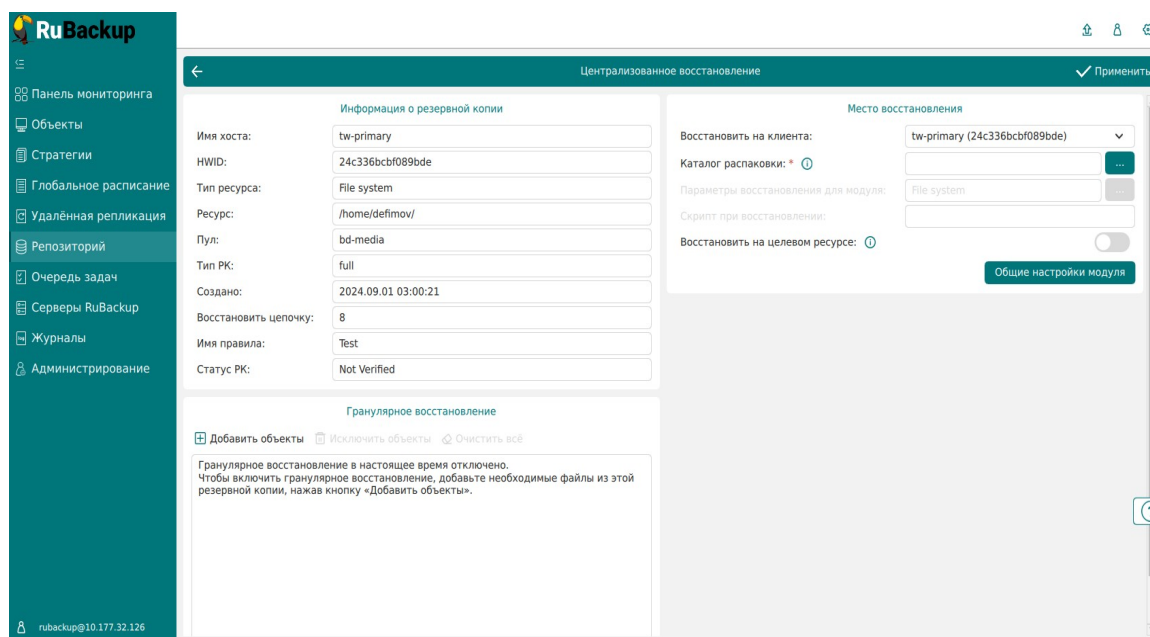 RuBackup
Панель мониторинга
Объекты
Стратегии
Глобальное расписание
Удалённая репликация
Репозиторий
Очередь задач
Серверы RuBackup
Журналы
Администрирование
rubackup@10.177.32.126
Централизованное восстановление
Применить
Информация о резервной копии
Имя хоста: tw-primary
HWID: 24c336bcbf089bde
Тип ресурса: File system
Ресурс: /home/defimov/
Пул: bd-media
Тип РК: full
Создано: 2024.09.01 03:00:21
Восстановить цепочку: 8
Имя правила: Test
Статус РК: Not Verified
Гранулярное восстановление
Добавить объекты Исключить объекты Очистить всё
Гранулярное восстановление в настоящее время отключено.
Чтобы включить гранулярное восстановление, добавьте необходимые файлы из этой
резервной копии, нажав кнопку «Добавить объекты».
Место восстановления
Восстановить на клиента: tw-primary (24c336bcbf089bde)
Каталог распаковки: * ...
Параметры восстановления для модуля: File system ...
Скрипт при восстановлении:
Восстановить на целевом ресурсе:
Общие настройки модуля